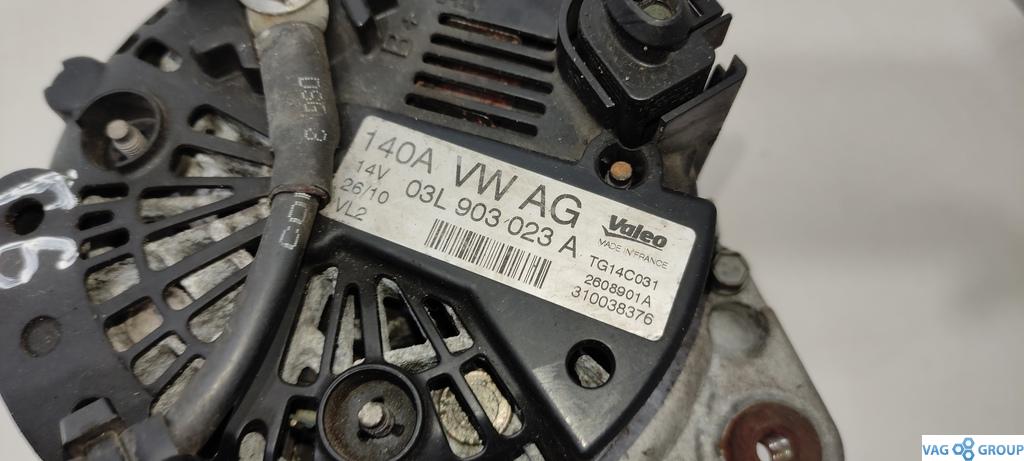 B+
140A VW AG
14V 03L 903 023 A
26/10
VL2
Valeo
MADE IN FRANCE
TG14C031
2608901A
310038376
VAG GROUP